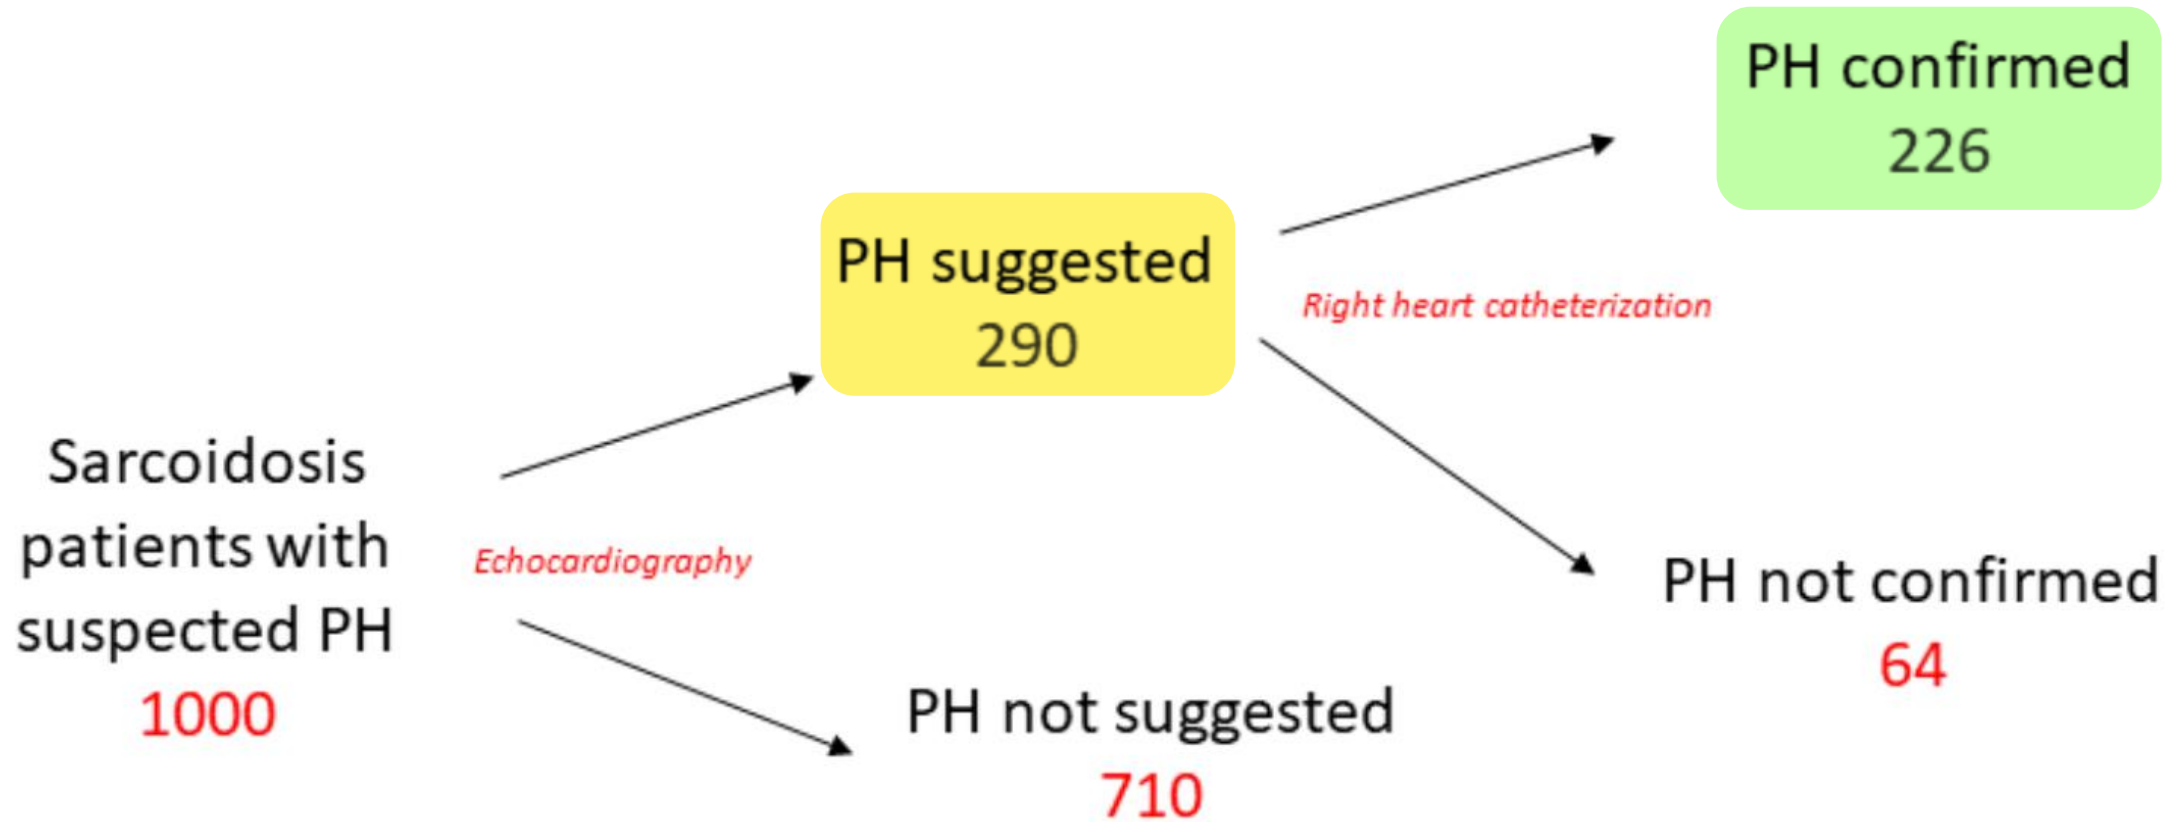 Sarcoidosis
patients with
suspected PH
1000
Echocardiography
PH suggested
290
PH not suggested
710
Right heart catheterization
PH confirmed
226
PH not confirmed
64